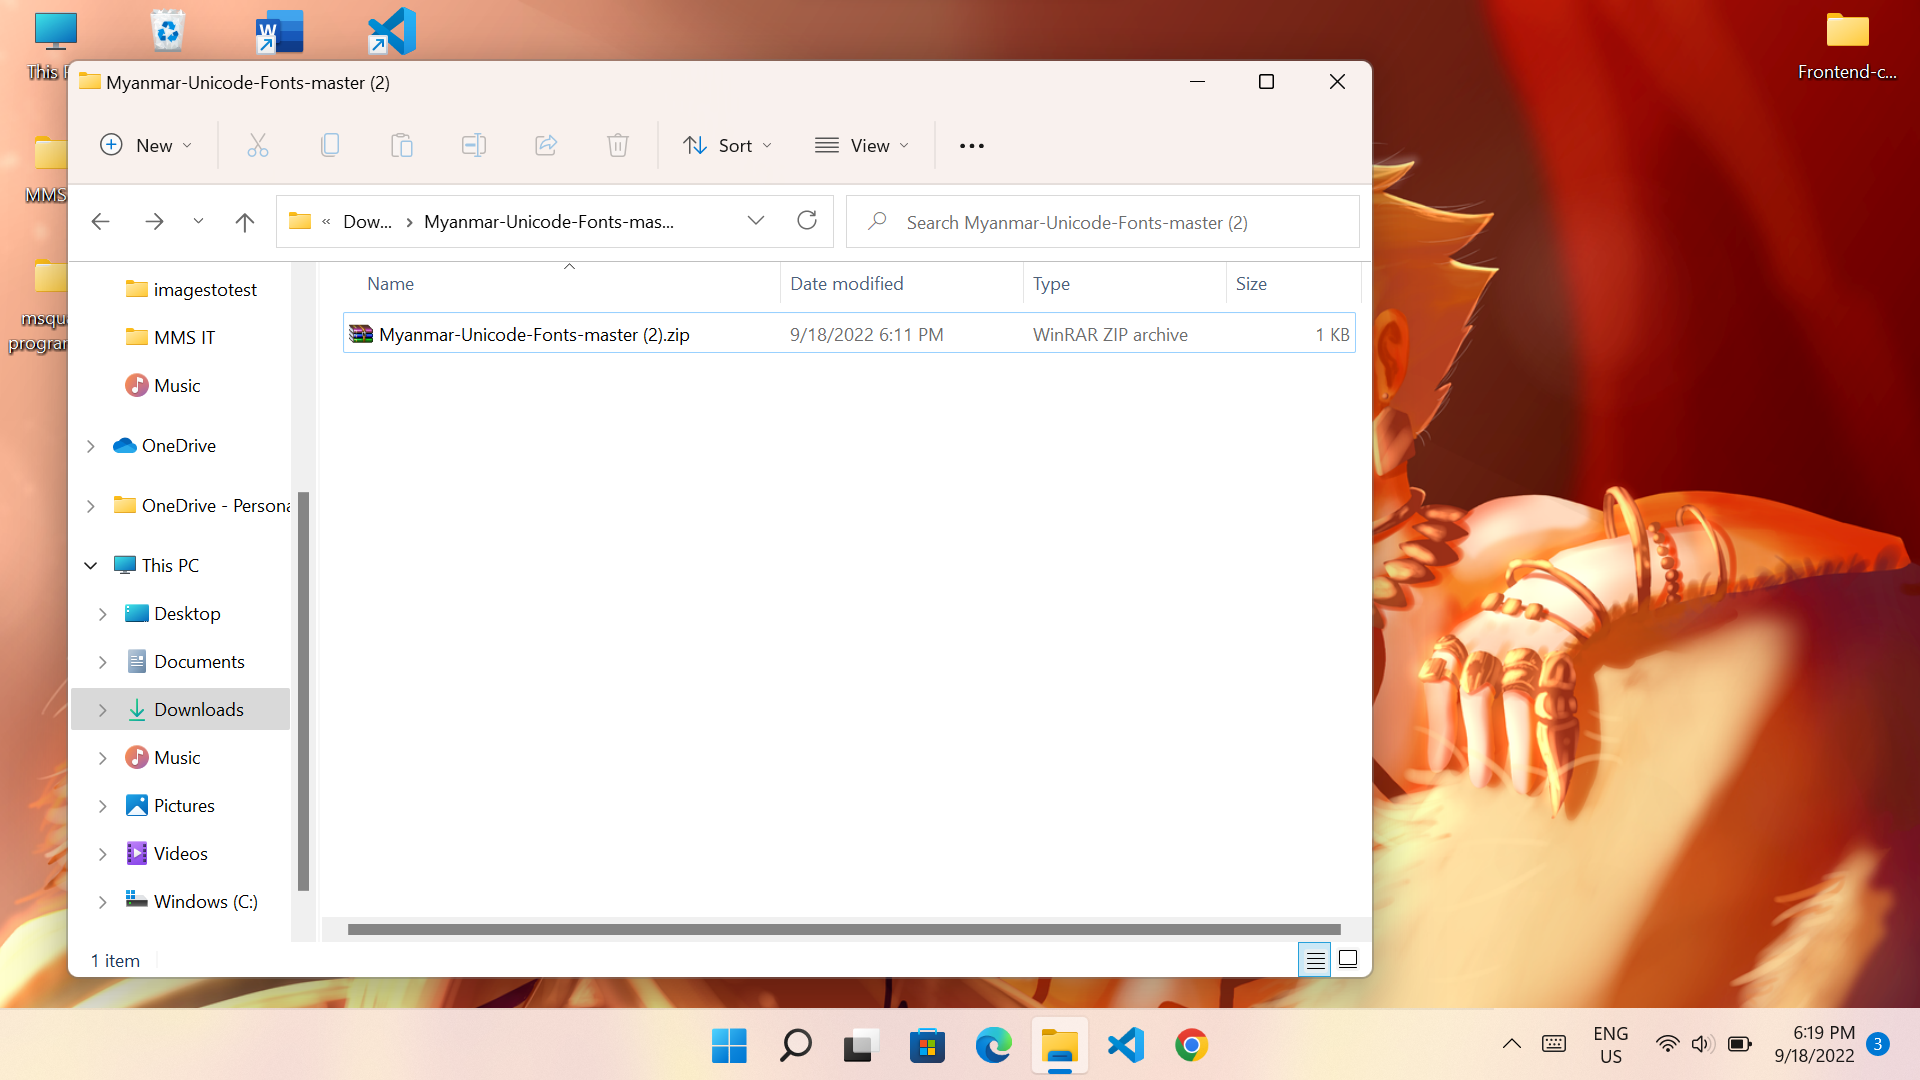 This P
Frontend-c...
MMS
msqu
progra
Myanmar-Unicode-Fonts-master (2)
New
Sort
View
Dow...
Myanmar-Unicode-Fonts-mas...
Search Myanmar-Unicode-Fonts-master (2)
imagestotest
MMS IT
Music
OneDrive
OneDrive - Persona
This PC
Desktop
Documents
Downloads
Music
Pictures
Videos
Windows (C:)
Name Date modified Type Size
Myanmar-Unicode-Fonts-master (2).zip 9/18/2022 6:11 PM WinRAR ZIP archive 1 KB
1 item
ENG
US
6:19 PM
9/18/2022
3